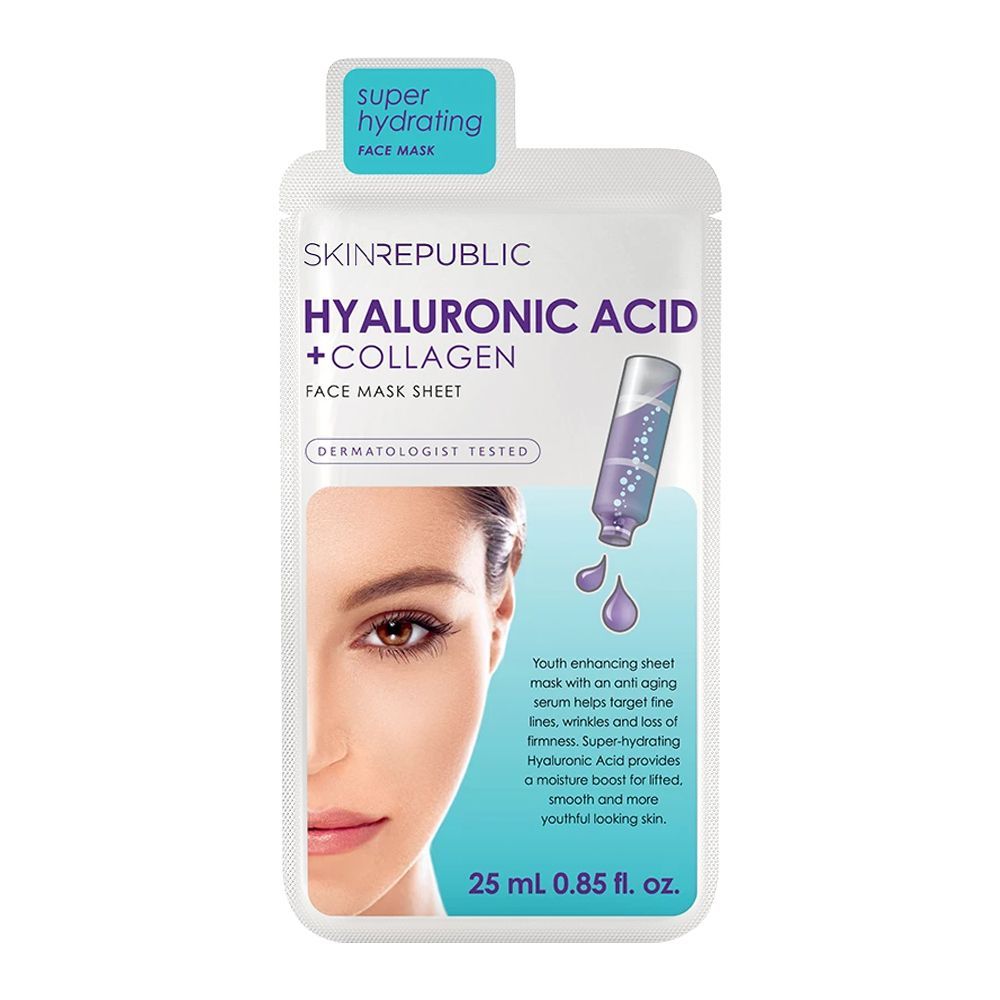 super
hydrating
FACE MASK
SKINREPUBLIC
HYALURONIC ACID
+COLLAGEN
FACE MASK SHEET
DERMATOLOGIST TESTED
Youth enhancing sheet
mask with an anti aging
serum helps target fine
lines, wrinkles and loss of
firmness. Super-hydrating
Hyaluronic Acid provides
a moisture boost for lifted,
smooth and more
youthful looking skin.
25 mL 0.85 fl. oz.